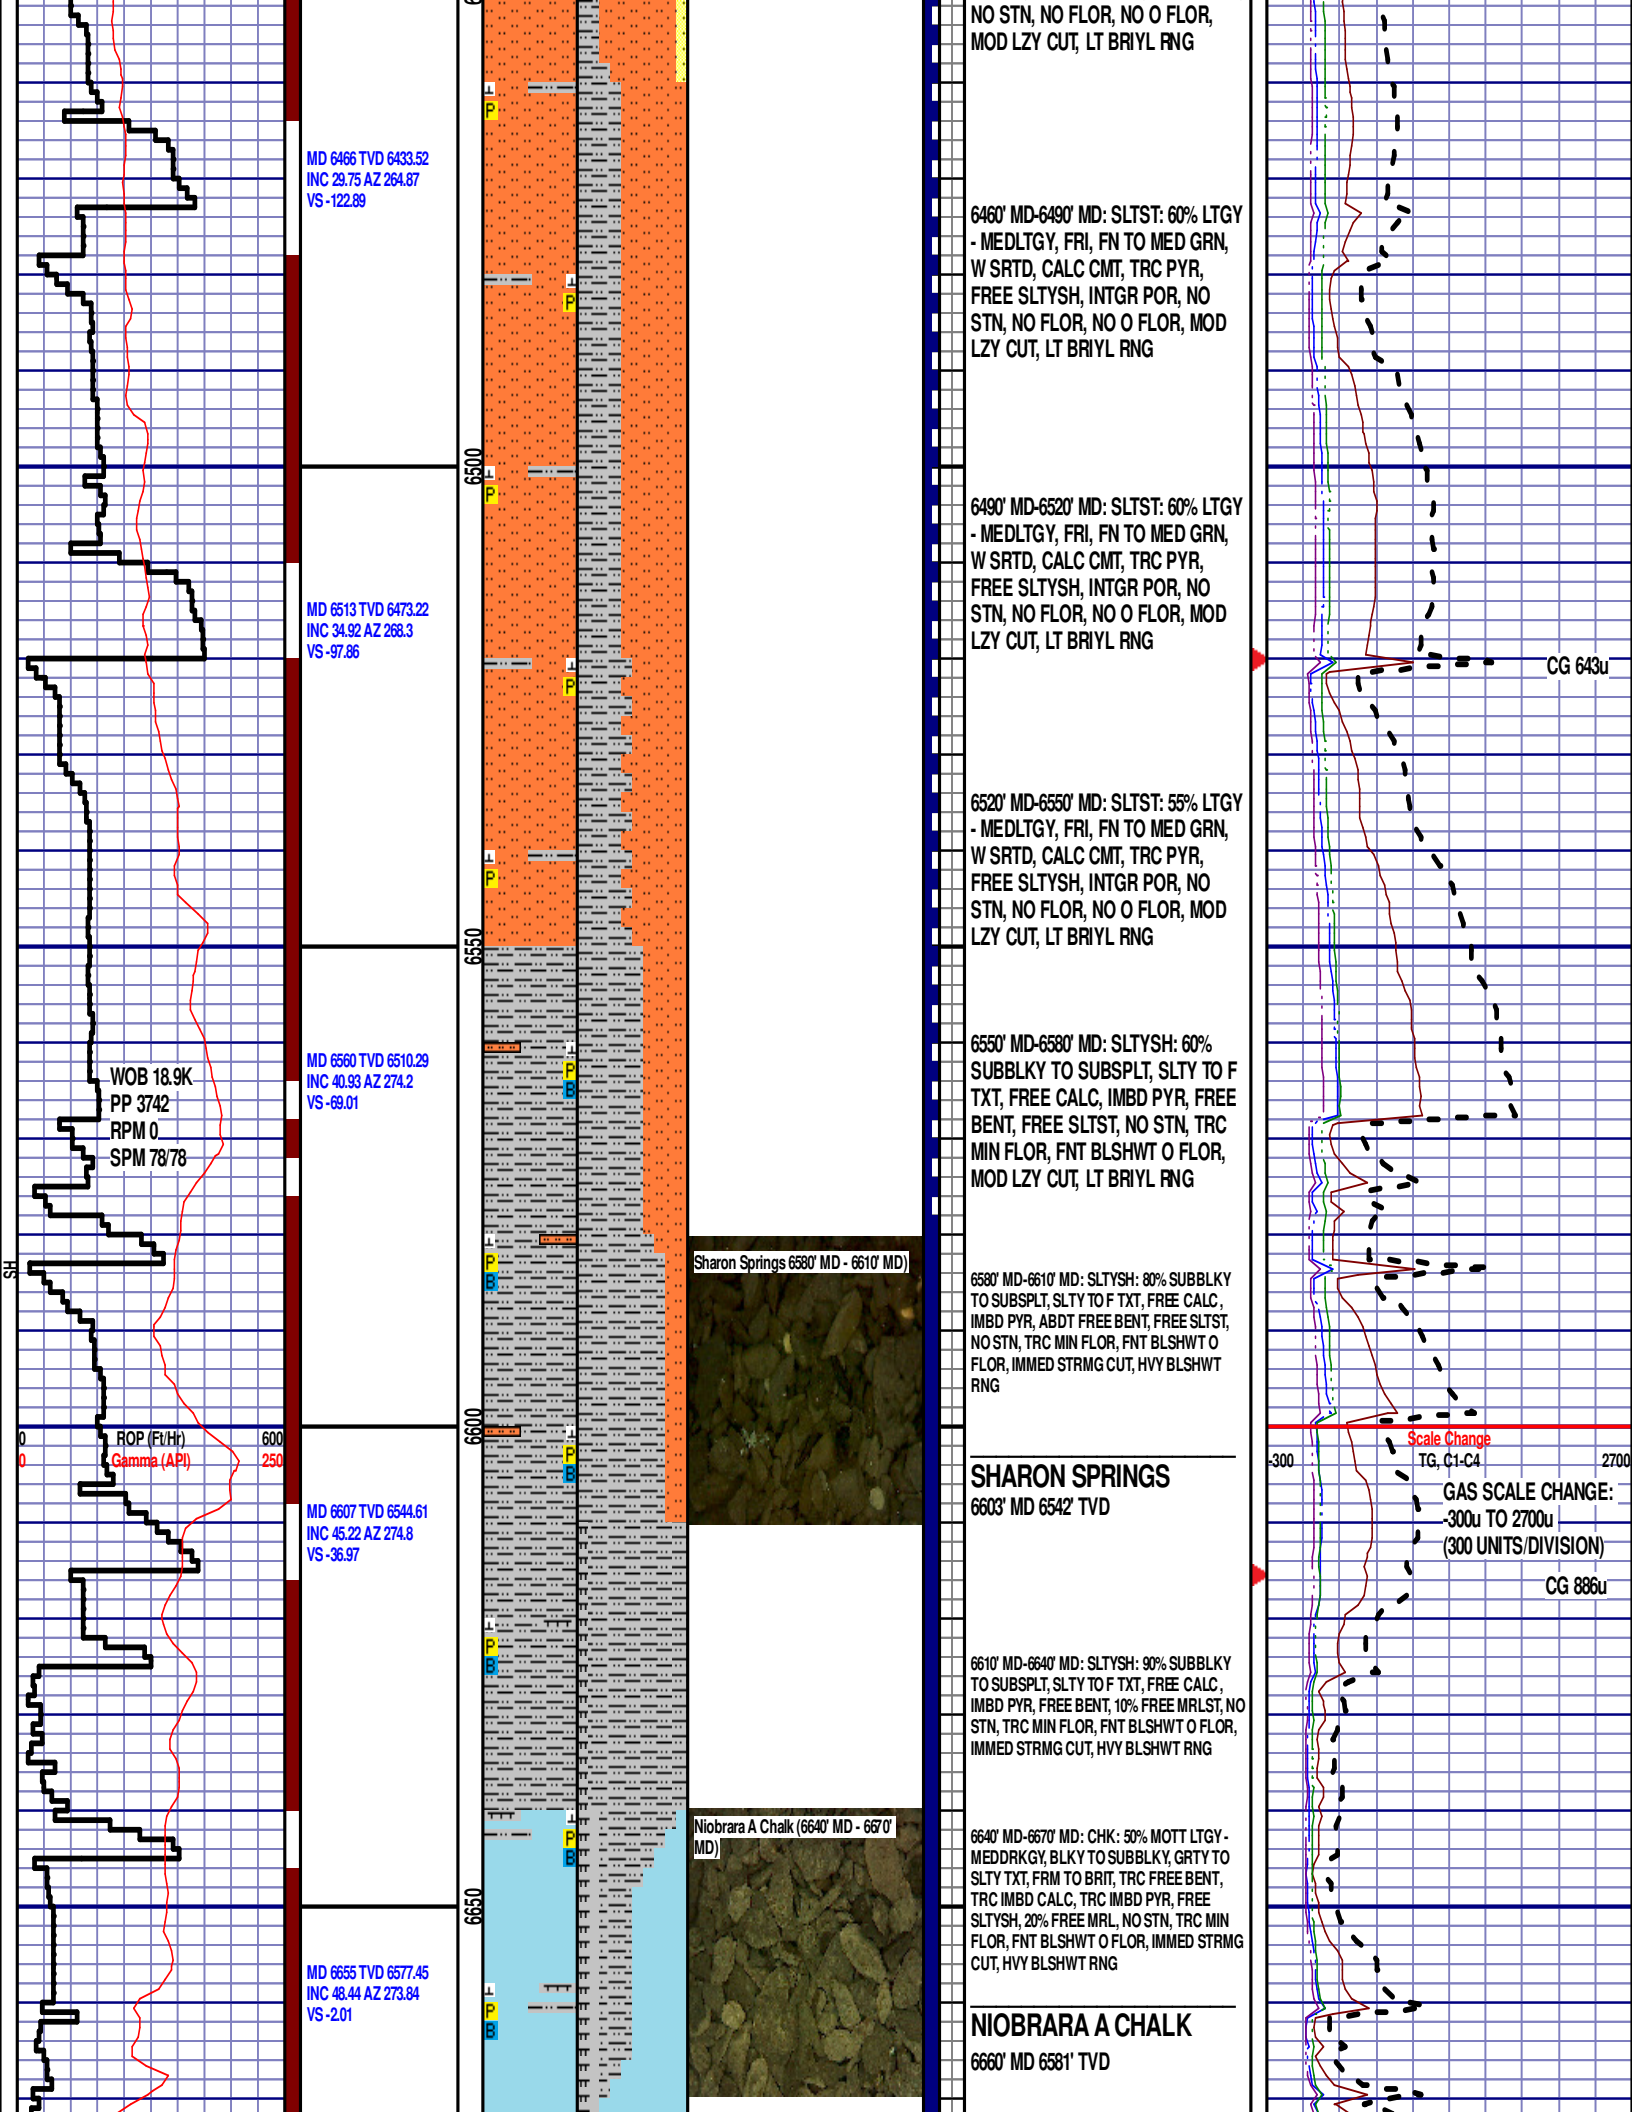 NO STN, NO FLOR, NO O FLOR,
MOD LZY CUT, LT BRIYL RNG
P
MD 6466 TVD 6433.52
INC 29.75 AZ 264.87
VS -122.89
6460' MD-6490' MD: SLTST: 60% LTGY
- MEDLTGY, FRI, FN TO MED GRN,
W SRTD, CALC CMT, TRC PYR,
FREE SLTYSH, INTGR POR, NO
STN, NO FLOR, NO O FLOR, MOD
LZY CUT, LT BRIYL RNG
P
6500
P
6490' MD-6520' MD: SLTST: 60% LTGY
- MEDLTGY, FRI, FN TO MED GRN,
W SRTD, CALC CMT, TRC PYR,
FREE SLTYSH, INTGR POR, NO
STN, NO FLOR, NO O FLOR, MOD
LZY CUT, LT BRIYL RNG
MD 6513 TVD 6473.22
INC 34.92 AZ 268.3
VS -97.86
CG 643u
P
6520' MD-6550' MD: SLTST: 55% LTGY
- MEDLTGY, FRI, FN TO MED GRN,
W SRTD, CALC CMT, TRC PYR,
FREE SLTYSH, INTGR POR, NO
STN, NO FLOR, NO O FLOR, MOD
LZY CUT, LT BRIYL RNG
P
6550
6550' MD-6580' MD: SLTYSH: 60%
SUBBLKY TO SUBSPLT, SLTY TO F
TXT, FREE CALC, IMBD PYR, FREE
BENT, FREE SLTST, NO STN, TRC
MIN FLOR, FNT BLSHWT O FLOR,
MOD LZY CUT, LT BRIYL RNG
P
B
MD 6560 TVD 6510.29
INC 40.93 AZ 274.2
VS -69.01
WOB 18.9K
PP 3742
RPM 0
SPM 78/78
SH
P
B
Sharon Springs 6580' MD - 6610' MD)
6580' MD-6610' MD: SLTYSH: 80% SUBBLKY
TO SUBSPLT, SLTY TO F TXT, FREE CALC,
IMBD PYR, ABDT FREE BENT, FREE SLTST,
NO STN, TRC MIN FLOR, FNT BLSHWT O
FLOR, IMMED STRMG CUT, HVY BLSHWT
RNG
6600
0 ROP (Ft/Hr) 600
0 Gamma (API) 250
P
B
Scale Change
-300 TG, C1-C4 2700
SHARON SPRINGS
6603' MD 6542' TVD
GAS SCALE CHANGE:
-300u TO 2700u
(300 UNITS/DIVISION)
MD 6607 TVD 6544.61
INC 45.22 AZ 274.8
VS -36.97
CG 886u
P
B
6610' MD-6640' MD: SLTYSH: 90% SUBBLKY
TO SUBSPLT, SLTY TO F TXT, FREE CALC,
IMBD PYR, FREE BENT, 10% FREE MRLST, NO
STN, TRC MIN FLOR, FNT BLSHWT O FLOR,
IMMED STRMG CUT, HVY BLSHWT RNG
P
B
Niobrara A Chalk (6640' MD - 6670'
MD)
6640' MD-6670' MD: CHK: 50% MOTT LTGY -
MEDDRKGY, BLKY TO SUBBLKY, GRTY TO
SLTY TXT, FRM TO BRIT, TRC FREE BENT,
TRC IMBD CALC, TRC IMBD PYR, FREE
SLTYSH, 20% FREE MRL, NO STN, TRC MIN
FLOR, FNT BLSHWT O FLOR, IMMED STRMG
CUT, HVY BLSHWT RNG
6650
MD 6655 TVD 6577.45
INC 48.44 AZ 273.84
VS -2.01
P
B
NIOBRARA A CHALK
6660' MD 6581' TVD